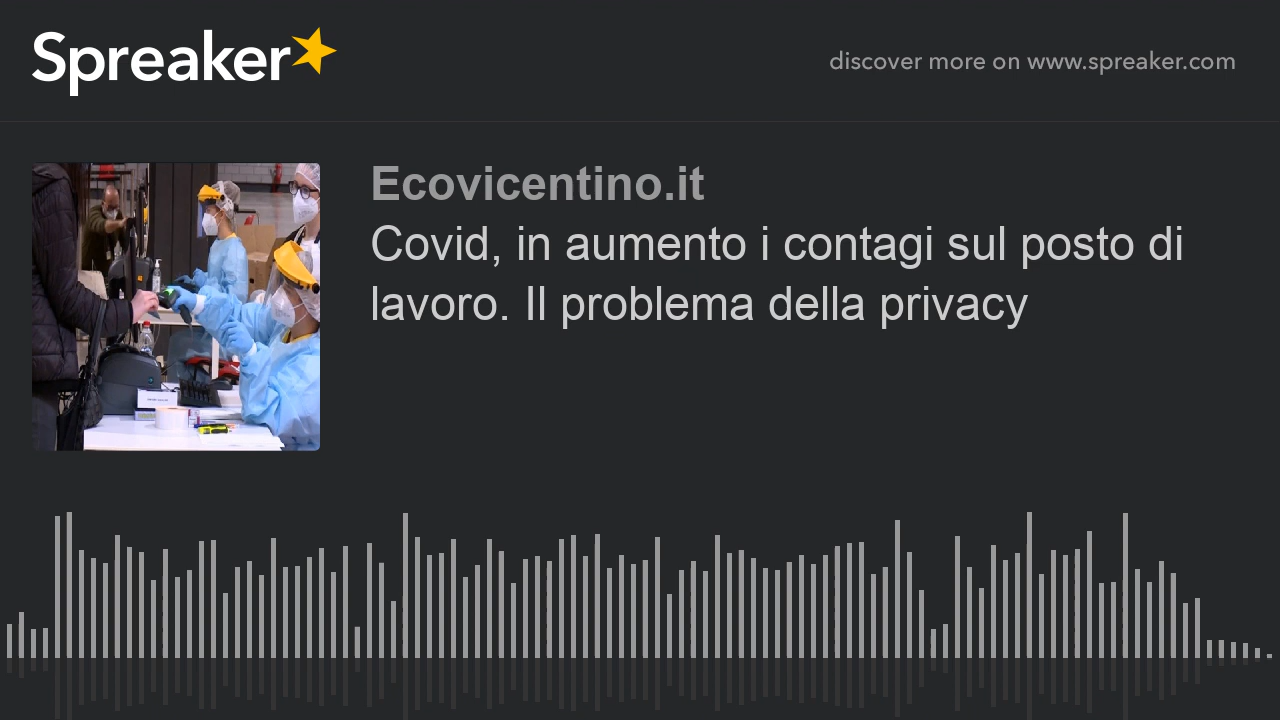 Spreaker
discover more on www.spreaker.com
Ecovicentino.it
Covid, in aumento i contagi sul posto di
lavoro. Il problema della privacy